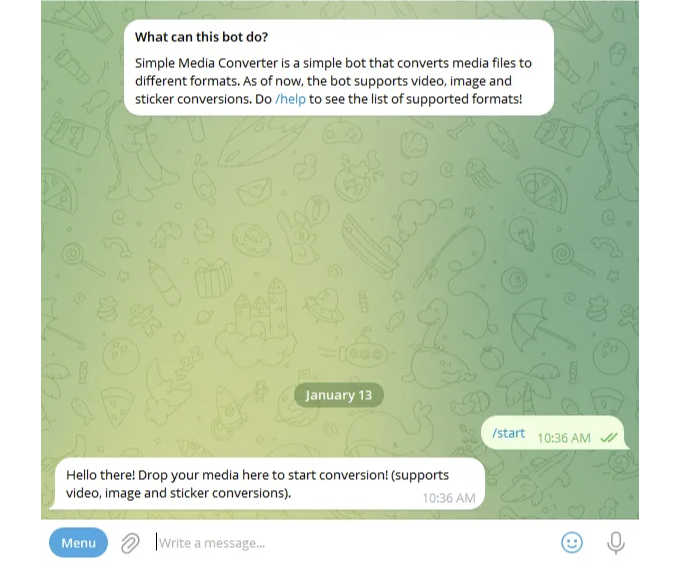 What can this bot do?
Simple Media Converter is a simple bot that converts media files to
different formats. As of now, the bot supports video, image and
sticker conversions. Do /help to see the list of supported formats!
January 13
/start 10:36 AM
Hello there! Drop your media here to start conversion! (supports
video, image and sticker conversions).
10:36 AM
Menu
Write a message...